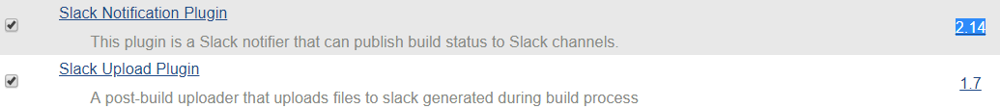 Slack Notification Plugin 2.14
This plugin is a Slack notifier that can publish build status to Slack channels.
Slack Upload Plugin 1.7
A post-build uploader that uploads files to slack generated during build process